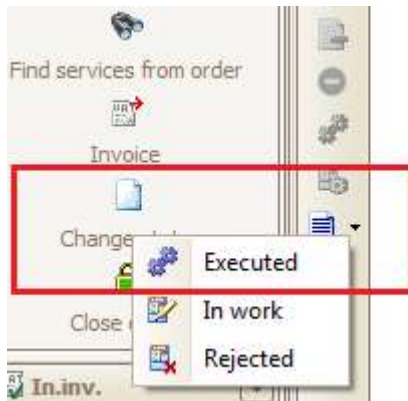 Find services from order
Invoice
Change
Executed
In work
Close
Rejected
In.inv.